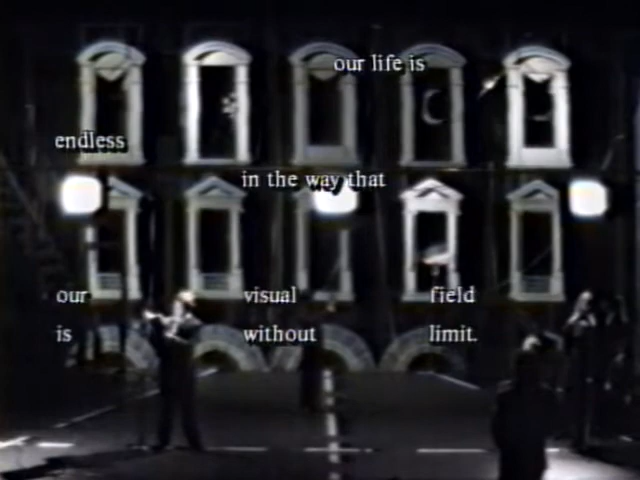 our life is
endless
in the way that
our visual field
is without limit.